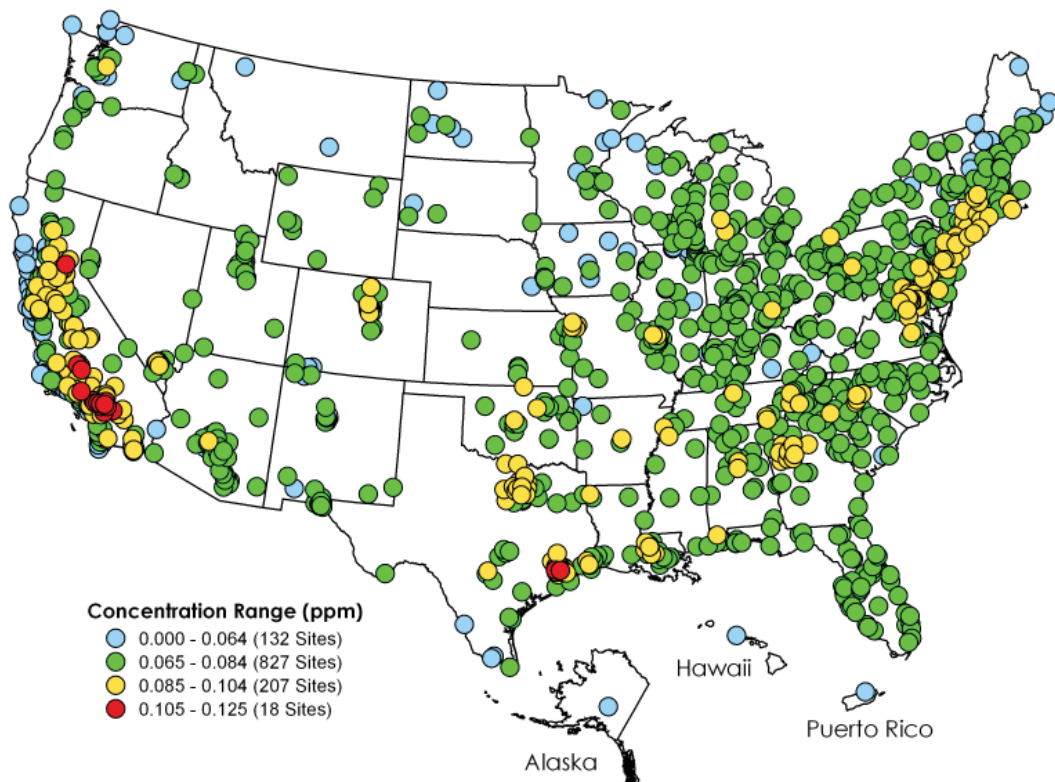 Concentration Range (ppm)
0.000 - 0.064 (132 Sites)
0.065 - 0.084 (827 Sites)
0.085 - 0.104 (207 Sites)
0.105 - 0.125 (18 Sites)
Hawaii
Puerto Rico
Alaska